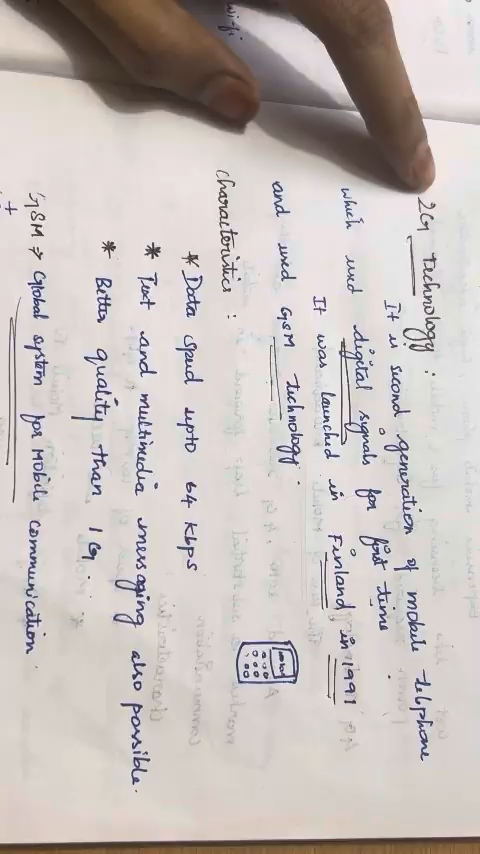 wi-fi
2G Technology :
It is second generation of mobile telephone
which used digital signals for first time.
It was launched in Finland in 1991
and used GSM technology.
Characteristics :
* Data speed upto 64 kbps
* Text and multimedia messaging also possible.
* Better quality than 1G.
GSM => Global system for Mobile communication.